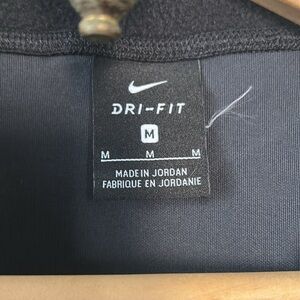 DRI-FIT
M
M M M
MADE IN JORDAN
FABRIQUE EN JORDANIE